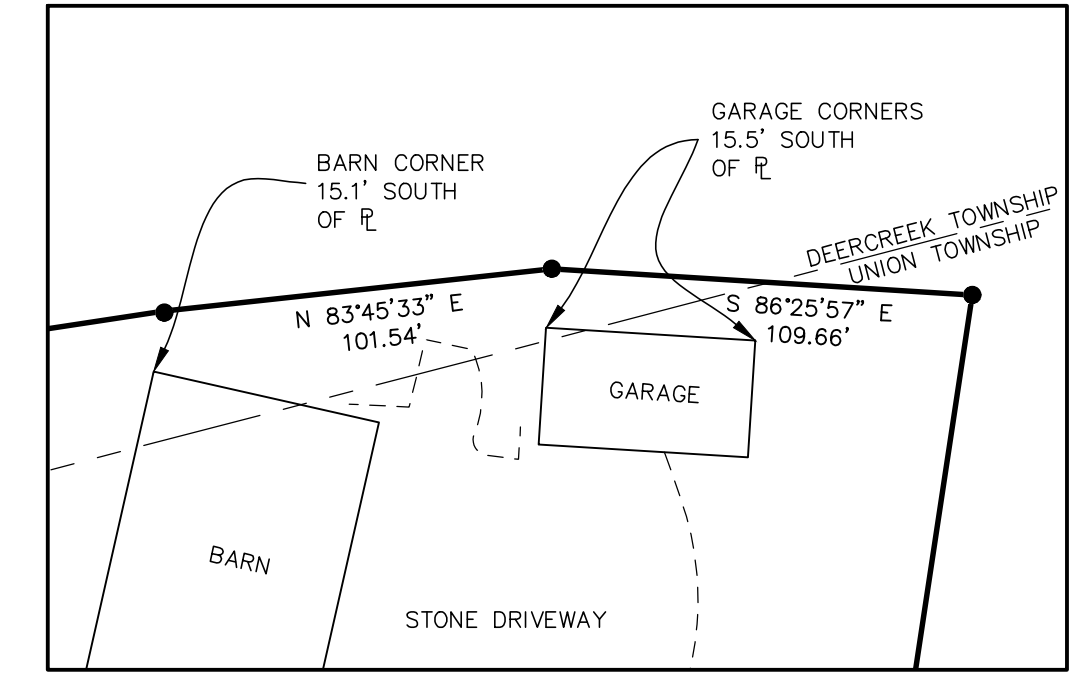 GARAGE CORNERS
15.5' SOUTH
OF ⅊
BARN CORNER
15.1' SOUTH
OF ⅊
DEERCREEK TOWNSHIP
UNION TOWNSHIP
N 83°45'33" E
101.54'
S 86°25'57" E
109.66'
GARAGE
BARN
STONE DRIVEWAY